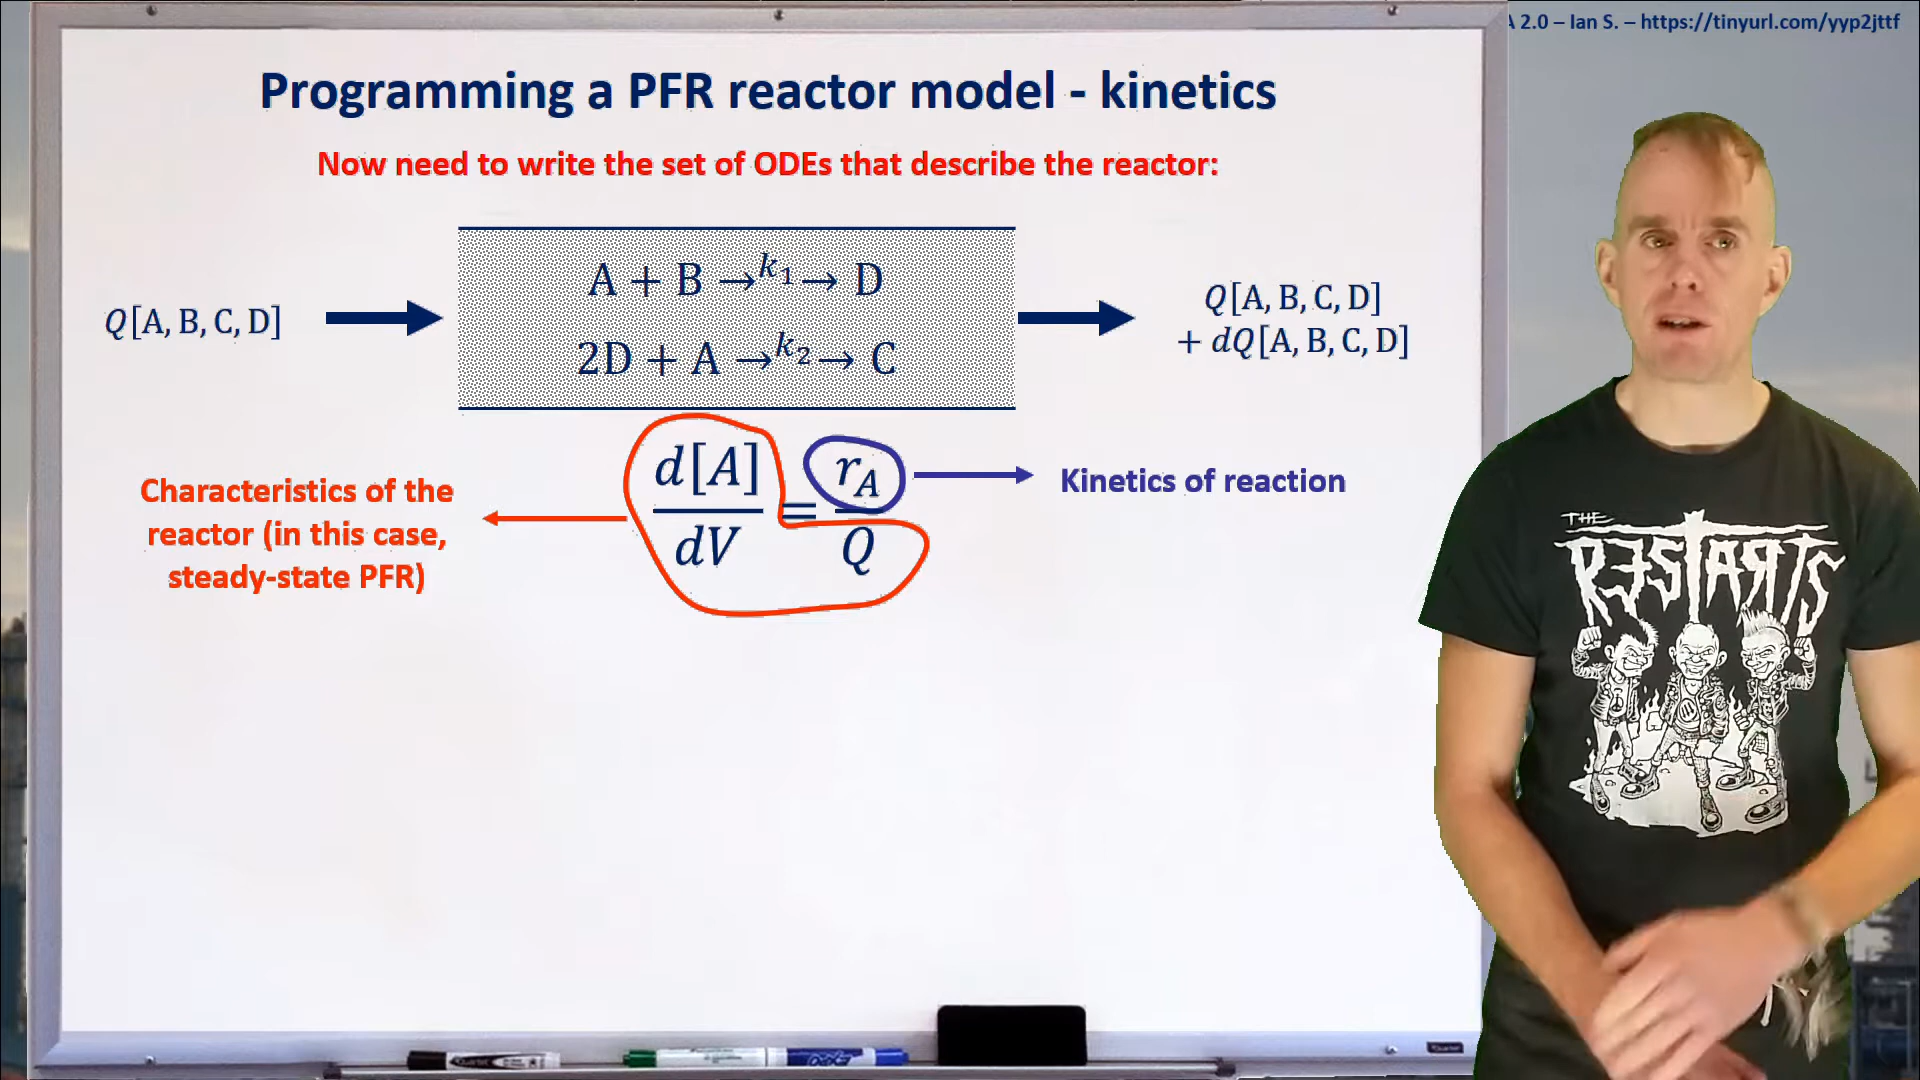 A 2.0 – Ian S. – https://tinyurl.com/yyp2jttf
Programming a PFR reactor model - kinetics
Now need to write the set of ODEs that describe the reactor:
A + B →k₁→ D
2D + A →k₂→ C
Q[A, B, C, D]
Q[A, B, C, D]
+ dQ[A, B, C, D]
d[A]/dV = r_A/Q
Characteristics of the
reactor (in this case,
steady-state PFR)
Kinetics of reaction
THE
RESTARTS
EXPO